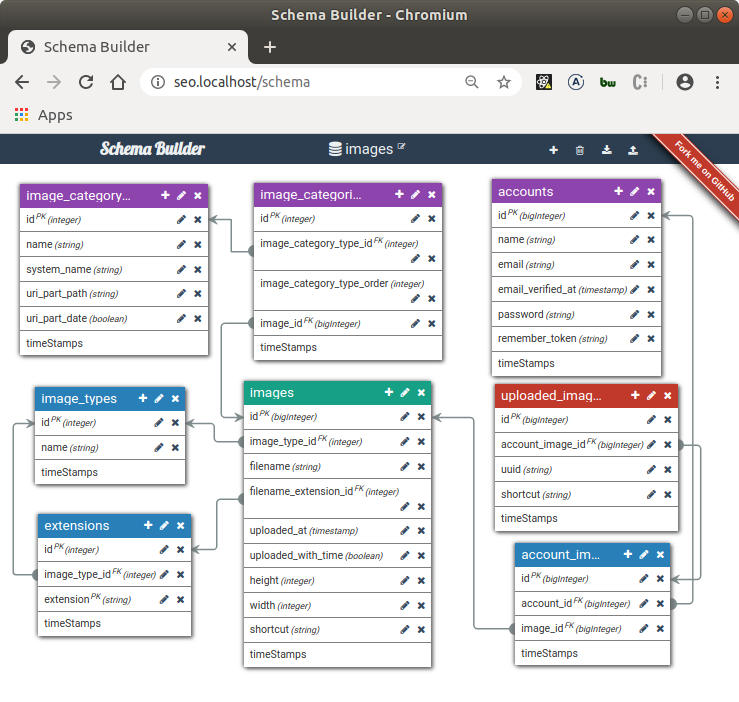 Schema Builder - Chromium
Schema Builder
seo.localhost/schema
Apps
Schema Builder
images
Fork me on GitHub
image_category...
id PK (integer)
name (string)
system_name (string)
uri_part_path (string)
uri_part_date (boolean)
timeStamps
image_categori...
id PK (integer)
image_category_type_id FK (integer)
image_category_type_order (integer)
image_id FK (bigInteger)
timeStamps
accounts
id PK (bigInteger)
name (string)
email (string)
email_verified_at (timestamp)
password (string)
remember_token (string)
timeStamps
image_types
id PK (integer)
name (string)
timeStamps
images
id PK (bigInteger)
image_type_id FK (integer)
filename (string)
filename_extension_id FK (integer)
uploaded_at (timestamp)
uploaded_with_time (boolean)
height (integer)
width (integer)
shortcut (string)
timeStamps
uploaded_imag...
id PK (bigInteger)
account_image_id FK (bigInteger)
uuid (string)
shortcut (string)
timeStamps
extensions
id PK (integer)
image_type_id FK (integer)
extension PK (string)
timeStamps
account_im...
id PK (bigInteger)
account_id FK (bigInteger)
image_id FK (bigInteger)
timeStamps